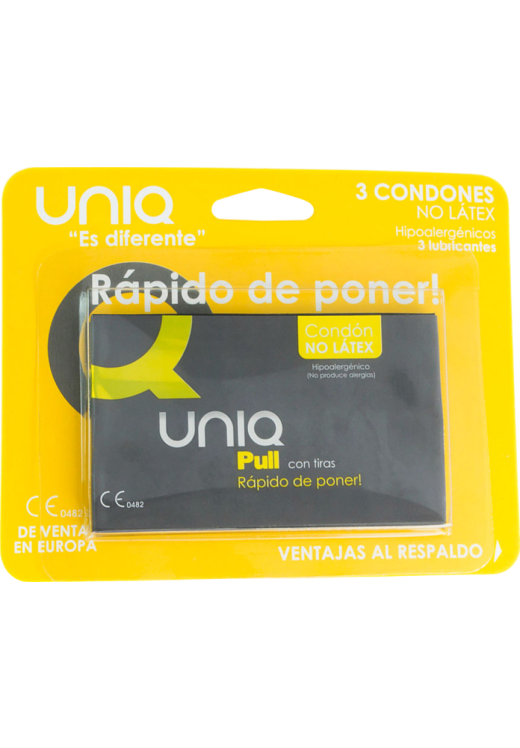 UNIQ
"Es diferente"
3 CONDONES
NO LÁTEX
Hipoalergénicos
3 lubricantes
Rápido de poner!
Condón
NO LÁTEX
Hipoalergénico
(No produce alergias)
UNIQ
Pull con tiras
Rápido de poner!
CE 0482
CE 0482
DE VENTA
EN EUROPA
VENTAJAS AL RESPALDO